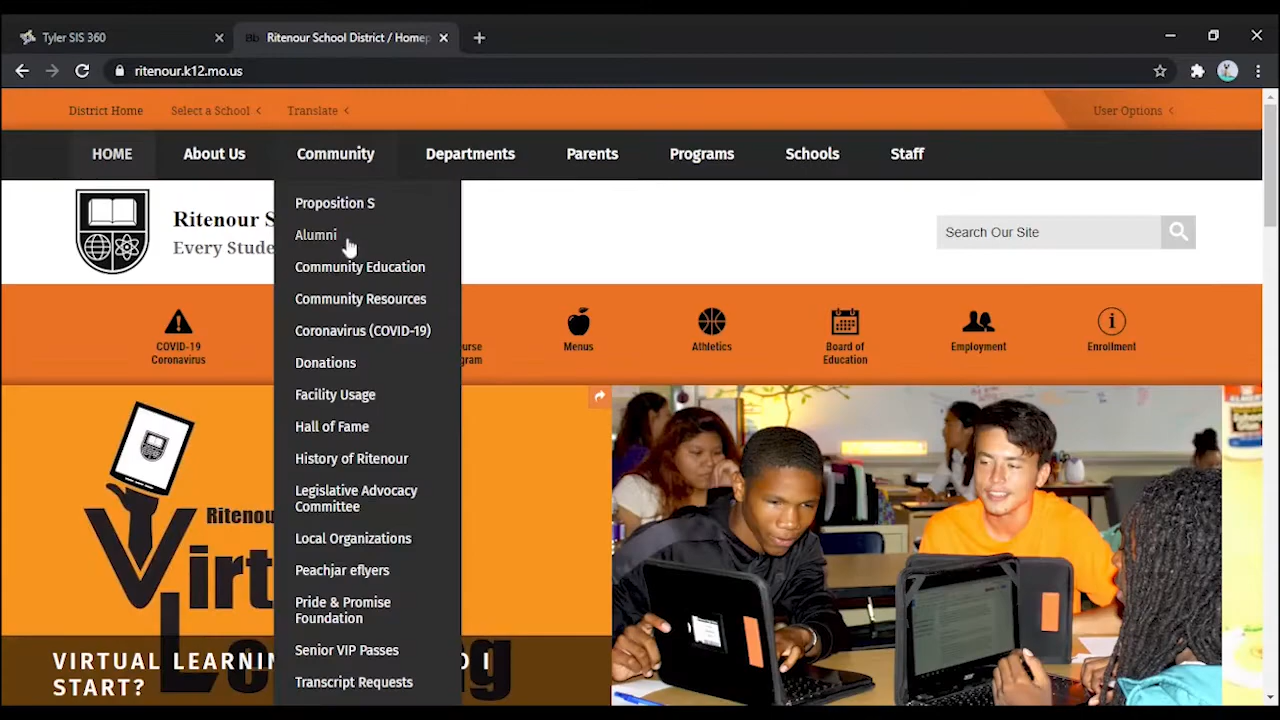 Tyler SIS 360
Bb Ritenour School District / Homep
ritenour.k12.mo.us
District Home Select a School < Translate < User Options <
HOME About Us Community Departments Parents Programs Schools Staff
Proposition S
Alumni
Community Education
Community Resources
Coronavirus (COVID-19)
Donations
Facility Usage
Hall of Fame
History of Ritenour
Legislative Advocacy
Committee
Local Organizations
Peachjar eflyers
Pride & Promise
Foundation
Senior VIP Passes
Transcript Requests
Ritenour S
Every Stude
Search Our Site
COVID-19
Coronavirus
urse
gram
Menus
Athletics
Board of
Education
Employment
Enrollment
Ritenour
Virt
L g
VIRTUAL LEARNIN O I
START?